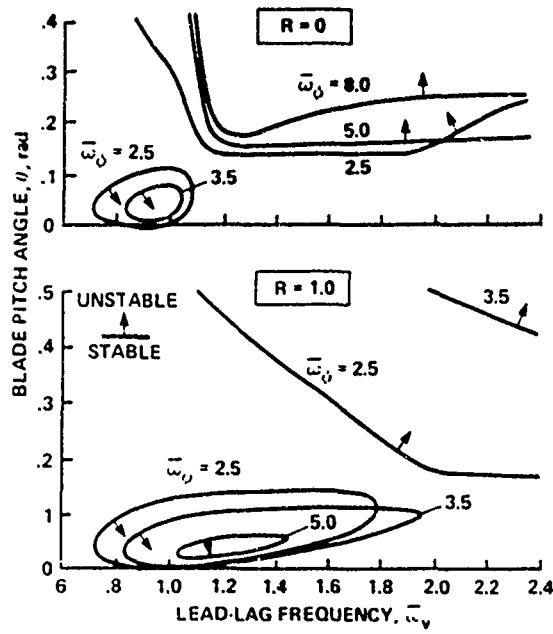 .4
R = 0
.3
ω̄ϕ = 8.0
.2
5.0
ω̄ϕ = 2.5
2.5
.1
3.5
0
BLADE PITCH ANGLE, θ, rad
.5
R = 1.0
UNSTABLE
3.5
STABLE
.4
ω̄ϕ = 2.5
.3
.2
ω̄ϕ = 2.5
.1
5.0
3.5
0
.6 .8 1.0 1.2 1.4 1.6 1.8 2.0 2.2 2.4
LEAD-LAG FREQUENCY, ω̄v